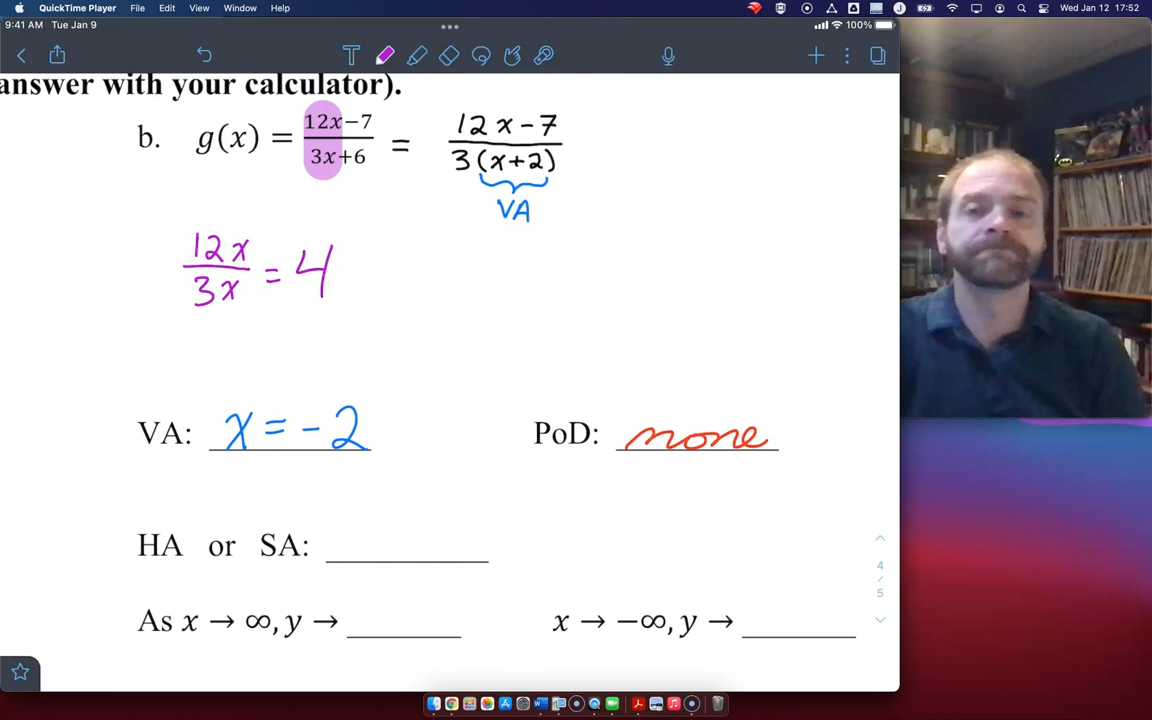 QuickTime Player File Edit View Window Help Wed Jan 12 17:52
9:41 AM Tue Jan 9 100%
answer with your calculator).
b. g(x) = 12x−7 / 3x+6 = 12x−7 / 3(x+2)
VA
12x / 3x = 4
VA: x = -2 PoD: none
HA or SA:
4 / 5
As x → ∞, y → x → −∞, y →